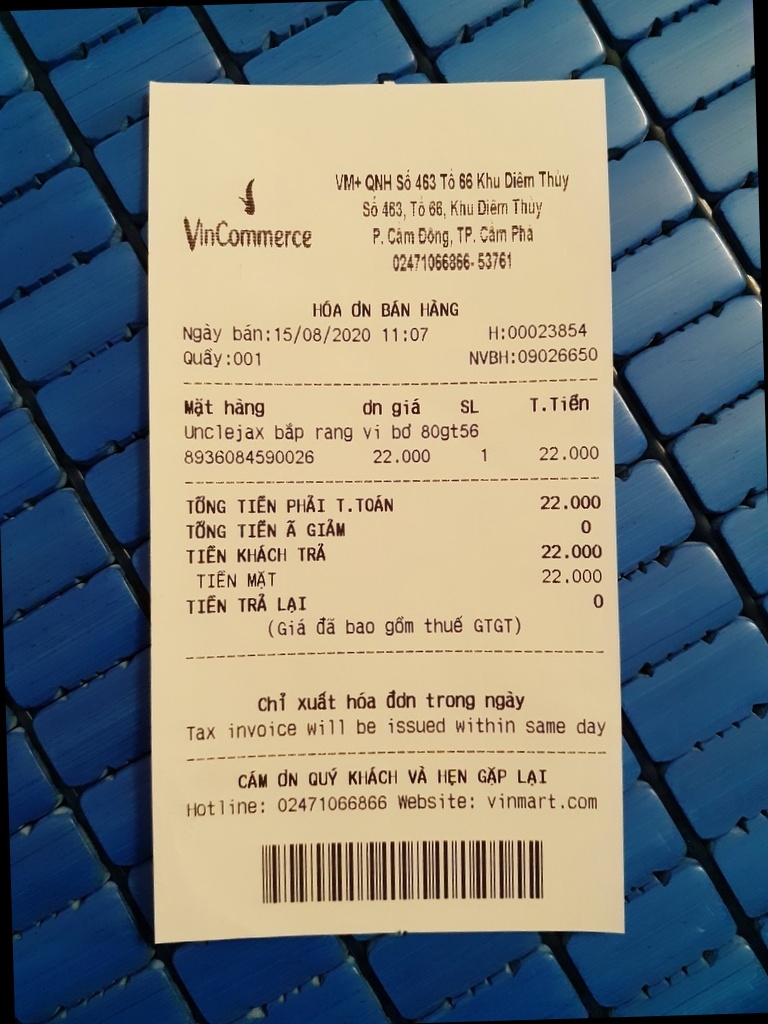 VinCommerce
VM+ QNH Số 463 Tổ 66 Khu Diêm Thủy
Số 463, Tổ 66, Khu Diêm Thủy
P. Cẩm Đông, TP. Cẩm Phả
02471066866- 53761
HÓA ƠN BÁN HÀNG
Ngày bán:15/08/2020 11:07 H:00023854
Quầy:001 NVBH:09026650
Mặt hàng ơn giá SL T.Tiền
Unclejax bắp rang vị bơ 80gt56
8936084590026 22.000 1 22.000
TỔNG TIỀN PHẢI T.TOÁN 22.000
TỔNG TIỀN Ã GIẢM 0
TIỀN KHÁCH TRẢ 22.000
TIỀN MẶT 22.000
TIỀN TRẢ LẠI 0
(Giá đã bao gồm thuế GTGT)
Chỉ xuất hóa đơn trong ngày
Tax invoice will be issued within same day
CÁM ƠN QUÝ KHÁCH VÀ HẸN GẶP LẠI
Hotline: 02471066866 Website: vinmart.com